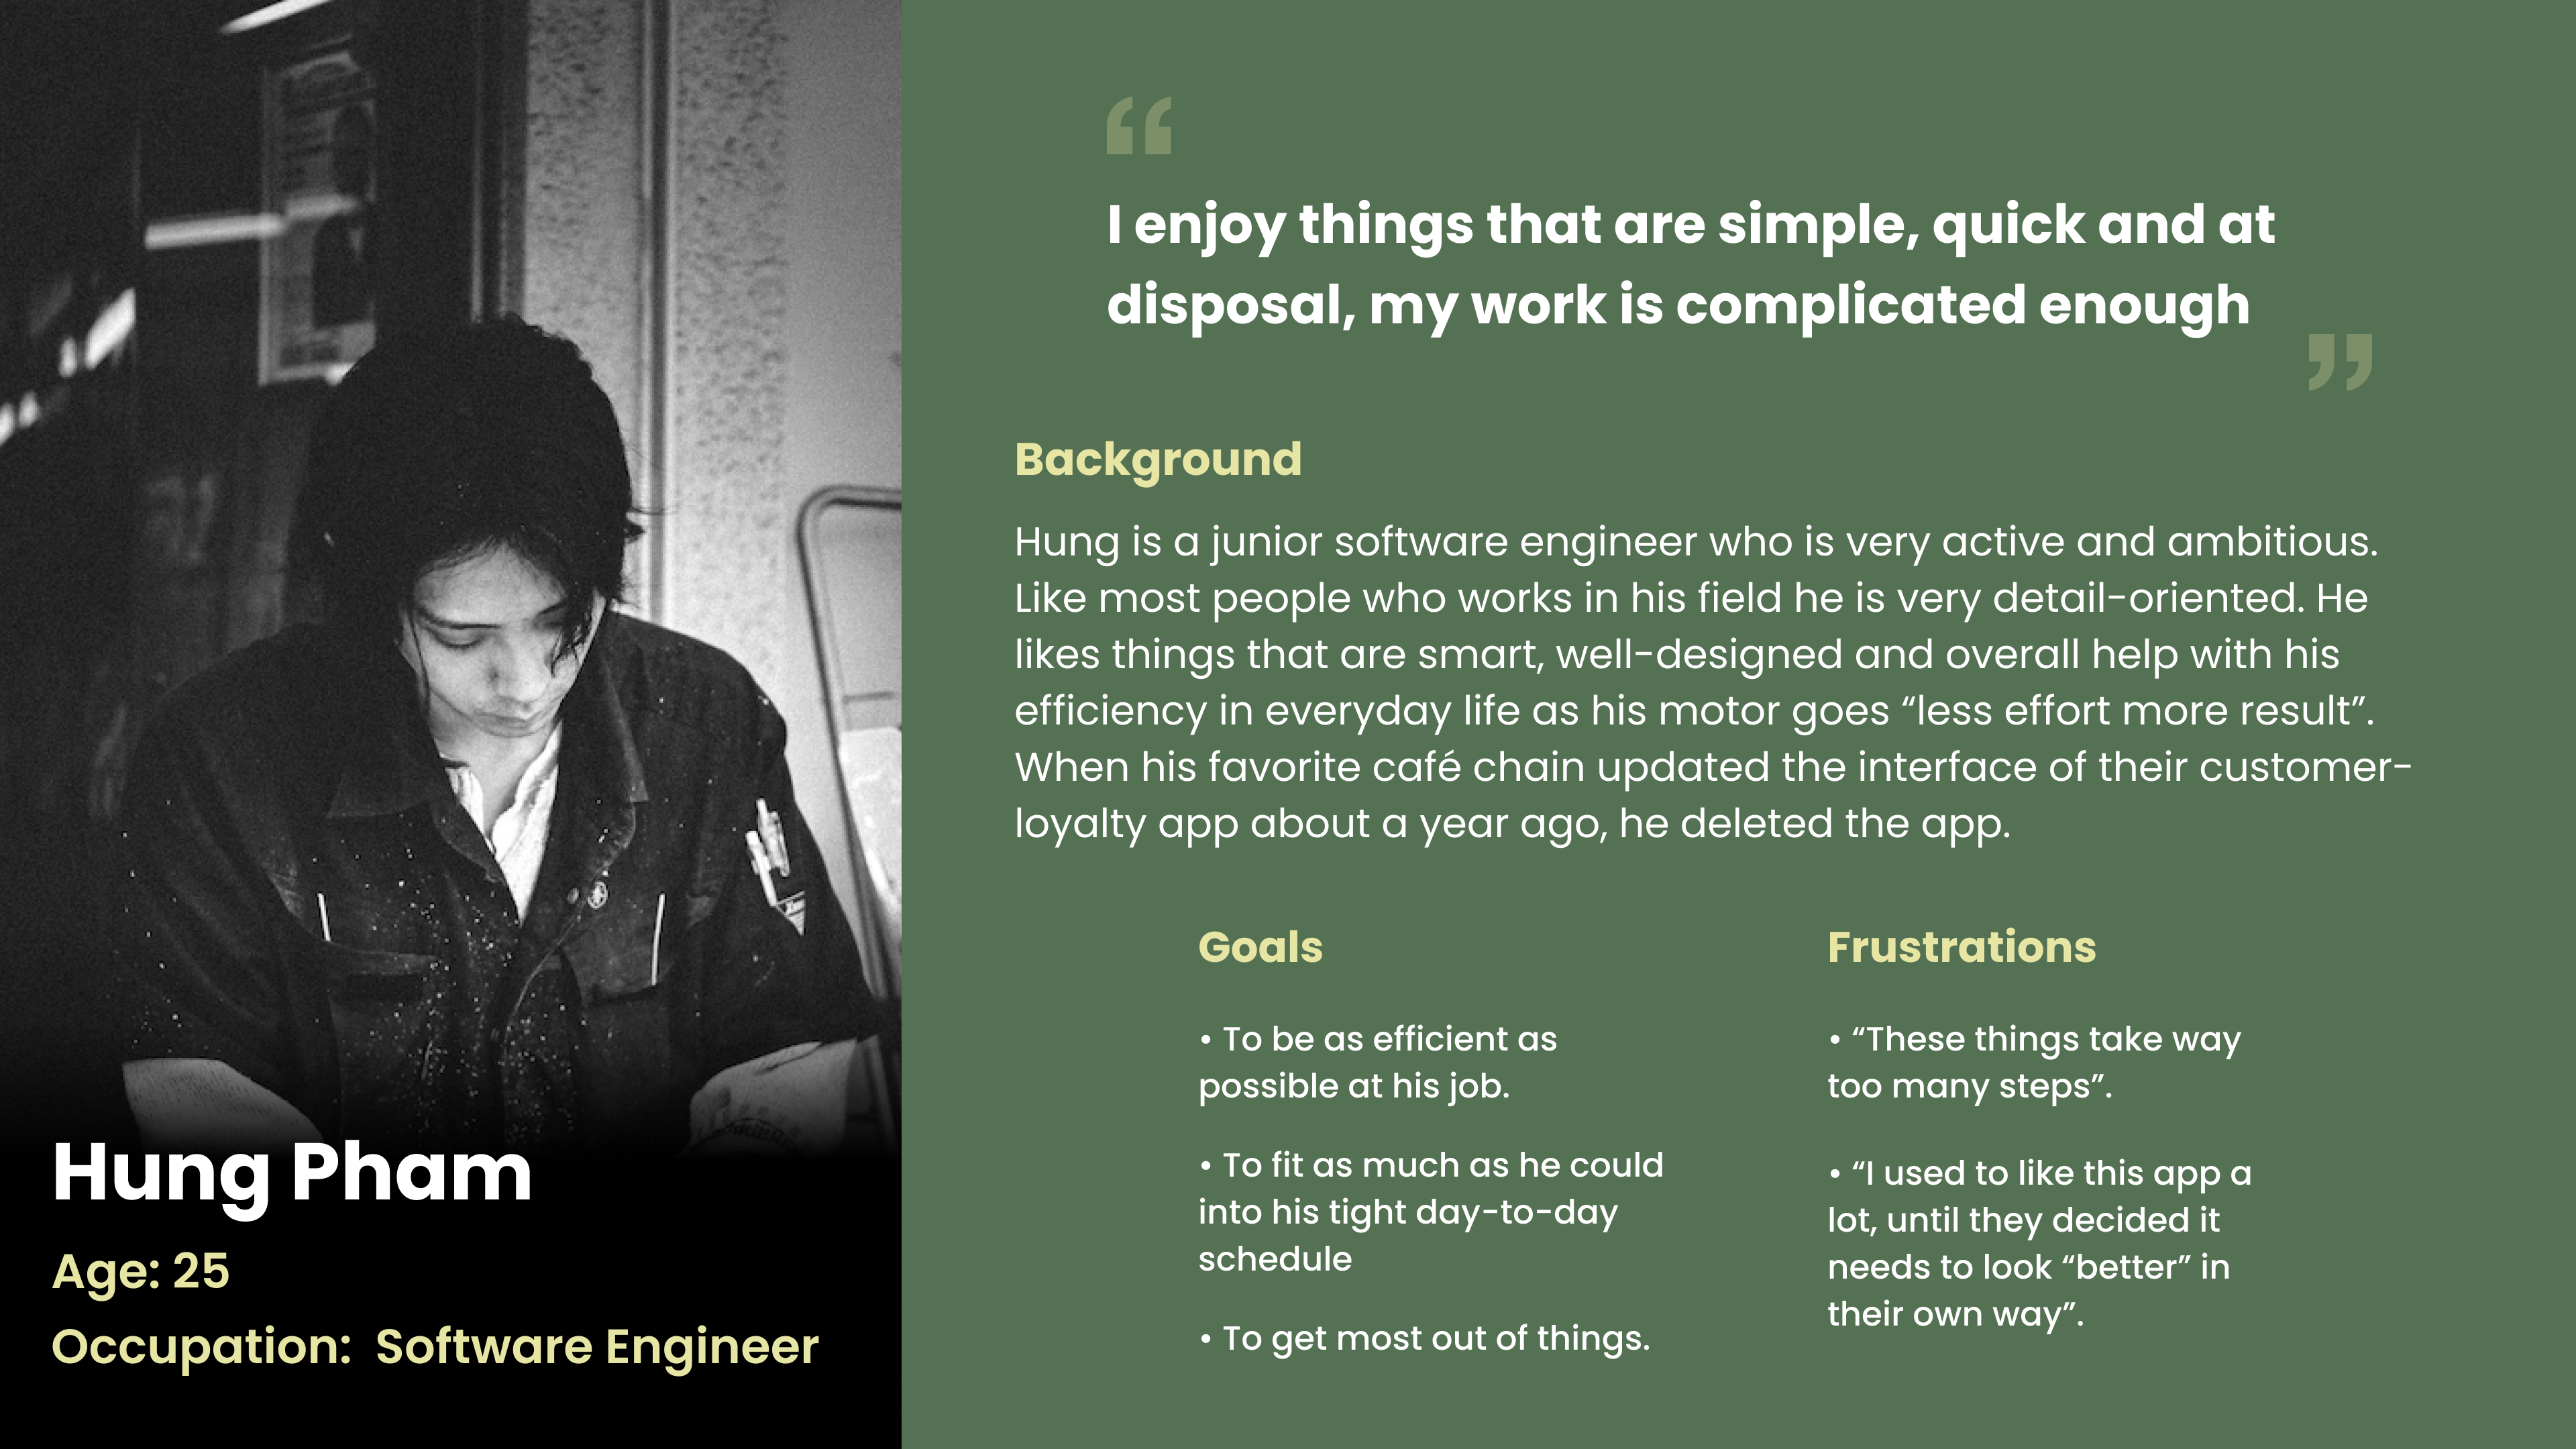 “
I enjoy things that are simple, quick and at
disposal, my work is complicated enough
”
Background
Hung is a junior software engineer who is very active and ambitious.
Like most people who works in his field he is very detail-oriented. He
likes things that are smart, well-designed and overall help with his
efficiency in everyday life as his motor goes “less effort more result”.
When his favorite café chain updated the interface of their customer-
loyalty app about a year ago, he deleted the app.
Goals
• To be as efficient as
possible at his job.
• To fit as much as he could
into his tight day-to-day
schedule
• To get most out of things.
Frustrations
• “These things take way
too many steps”.
• “I used to like this app a
lot, until they decided it
needs to look “better” in
their own way”.
Hung Pham
Age: 25
Occupation:  Software Engineer